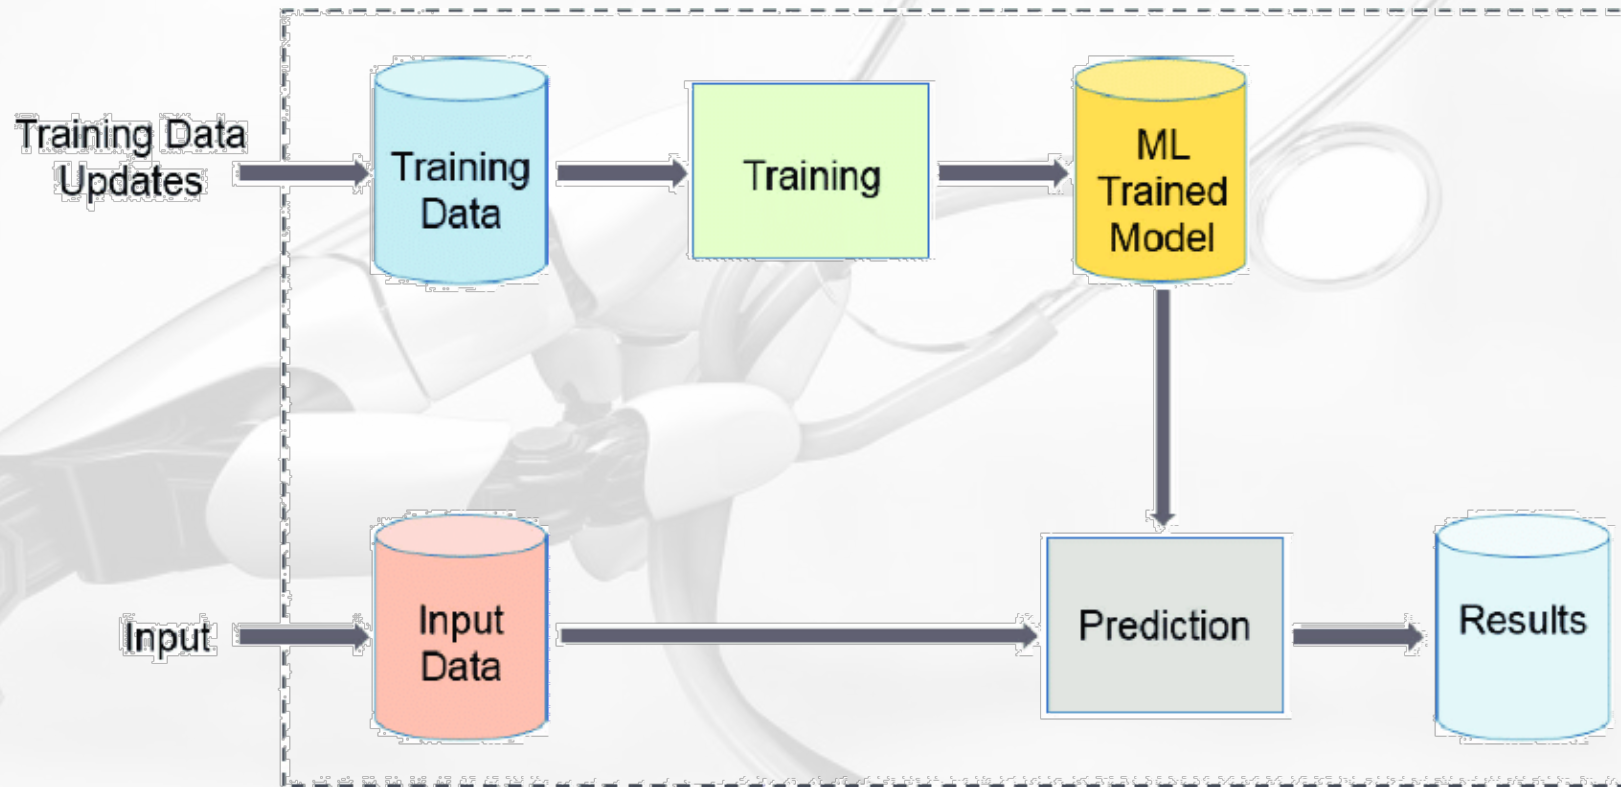 Training Data
Updates
Training
Data
Training
ML
Trained
Model
Input
Input
Data
Prediction
Results